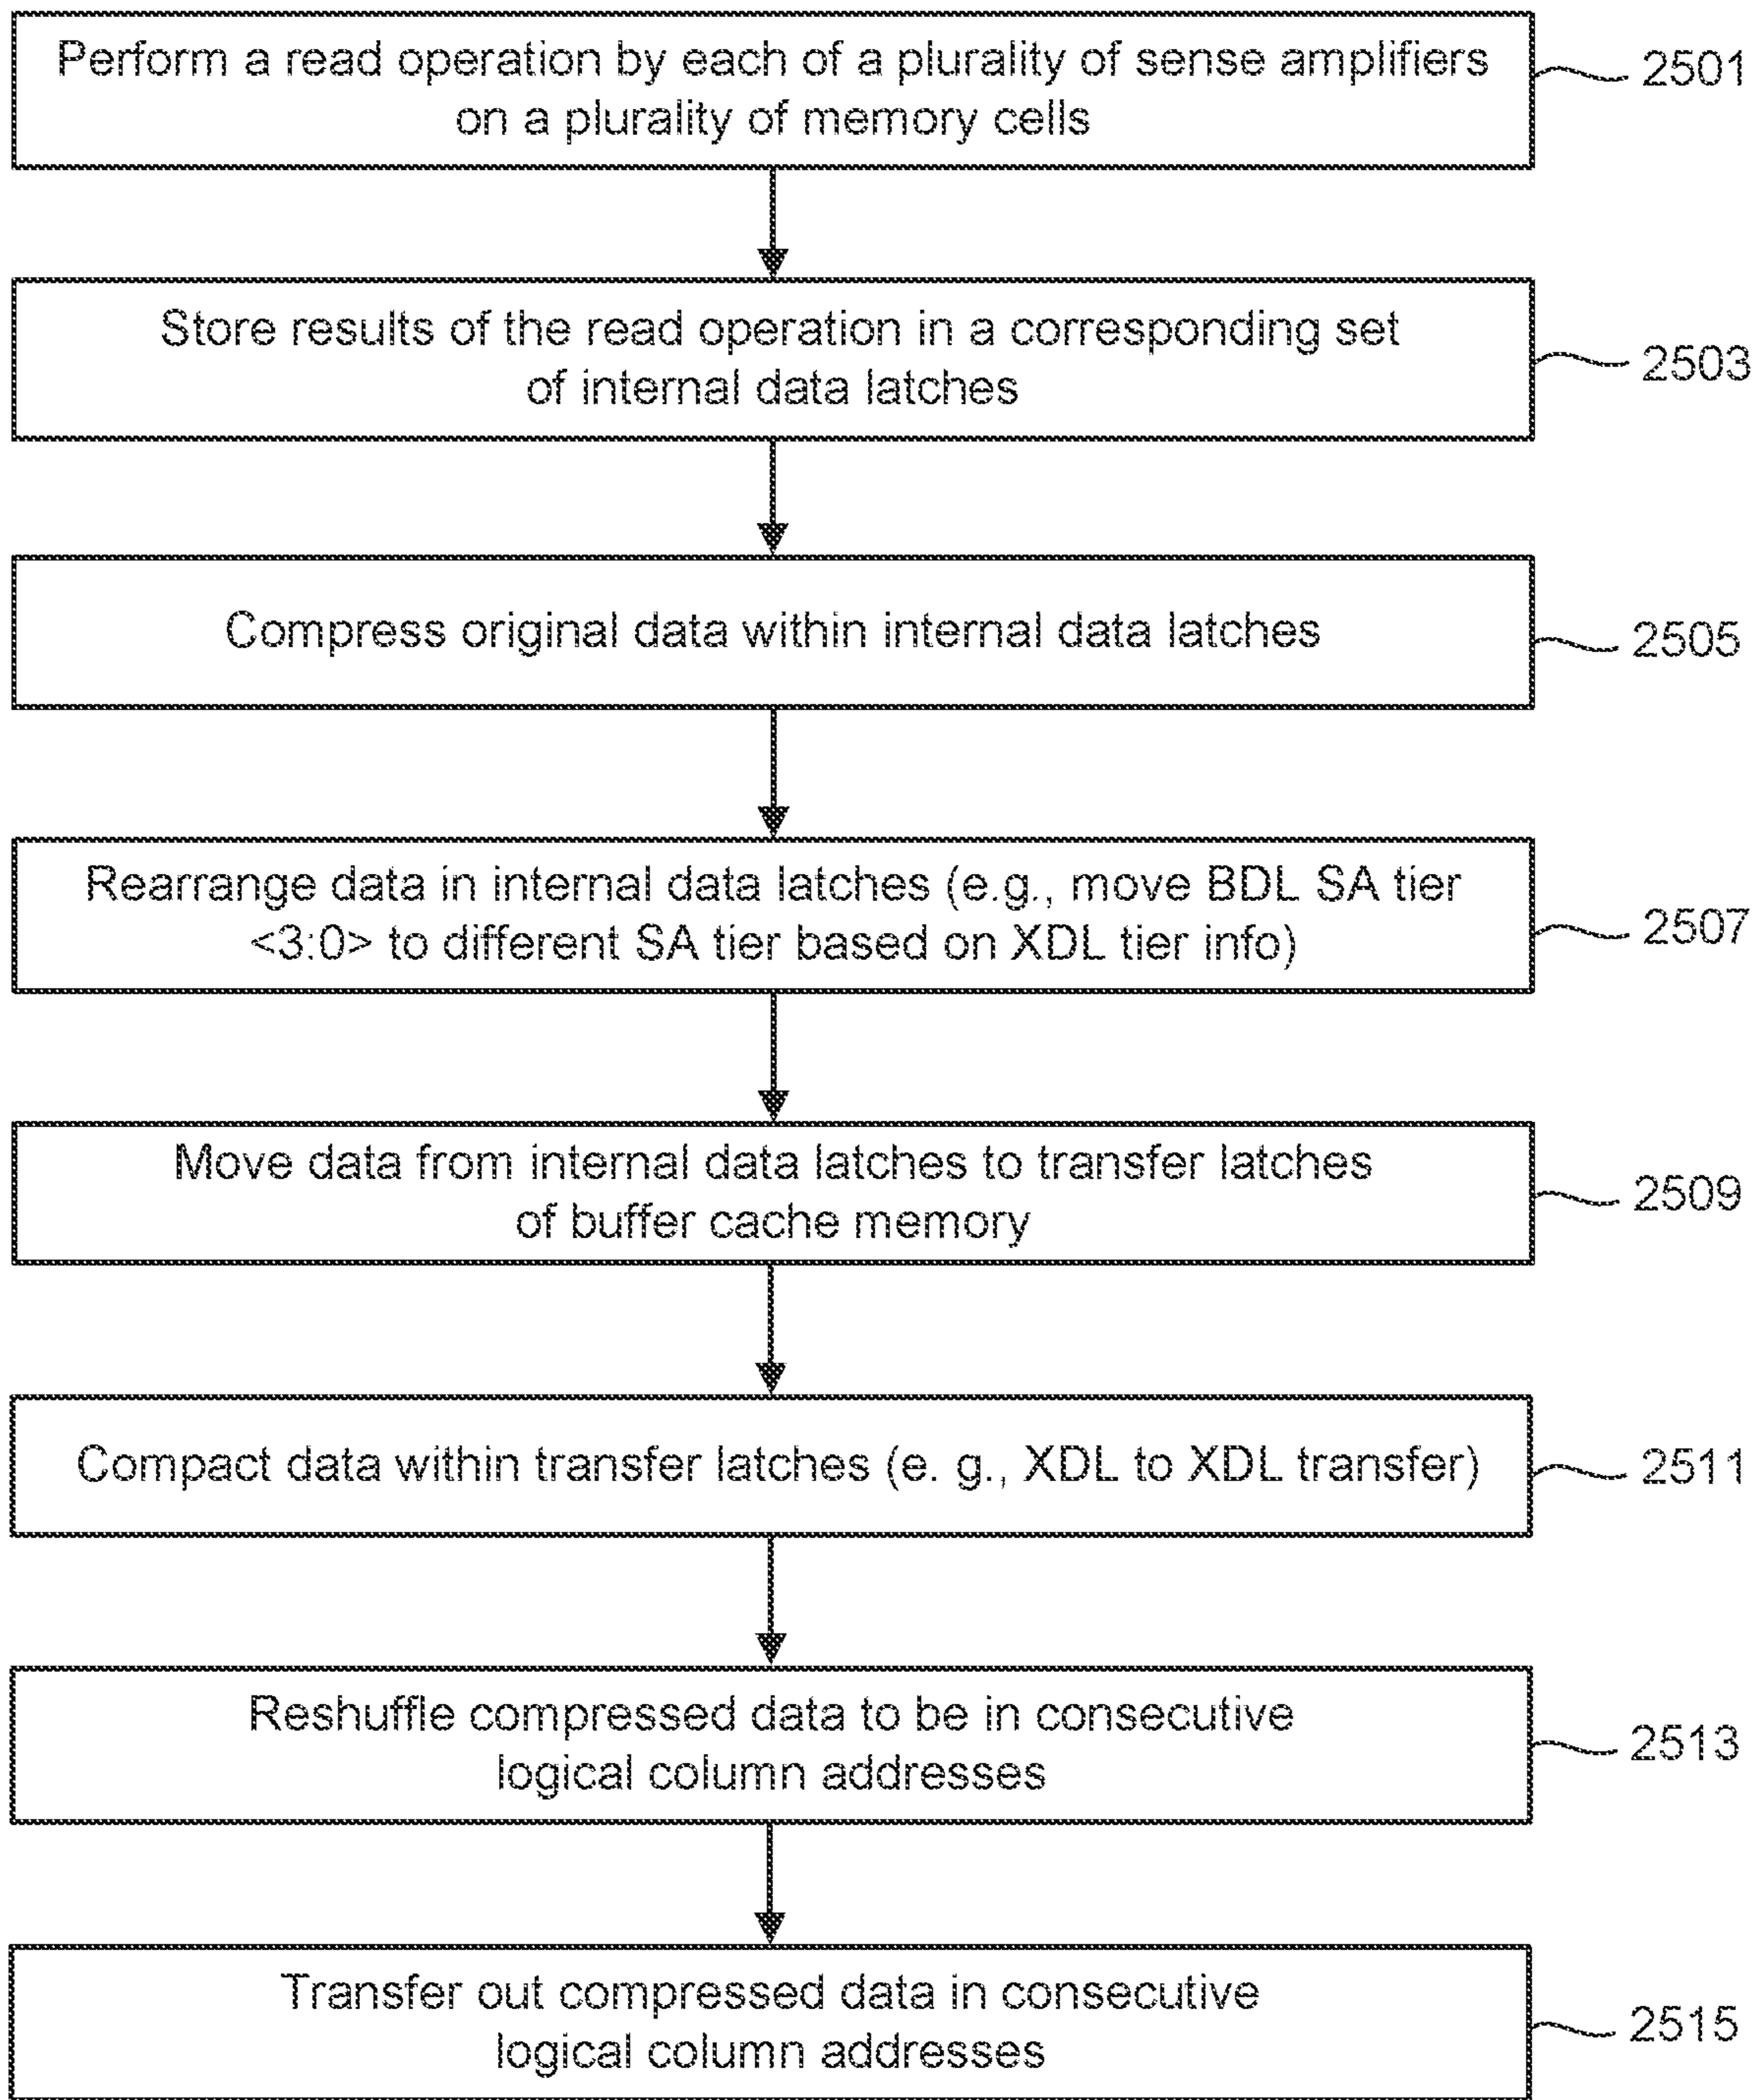 Perform a read operation by each of a plurality of sense amplifiers
on a plurality of memory cells
2501
Store results of the read operation in a corresponding set
of internal data latches
2503
Compress original data within internal data latches
2505
Rearrange data in internal data latches (e.g., move BDL SA tier
<3:0> to different SA tier based on XDL tier info)
2507
Move data from internal data latches to transfer latches
of buffer cache memory
2509
Compact data within transfer latches (e. g., XDL to XDL transfer)
2511
Reshuffle compressed data to be in consecutive
logical column addresses
2513
Transfer out compressed data in consecutive
logical column addresses
2515